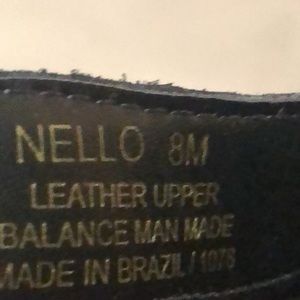 NELLO 8M
LEATHER UPPER
BALANCE MAN MADE
MADE IN BRAZIL / 1078